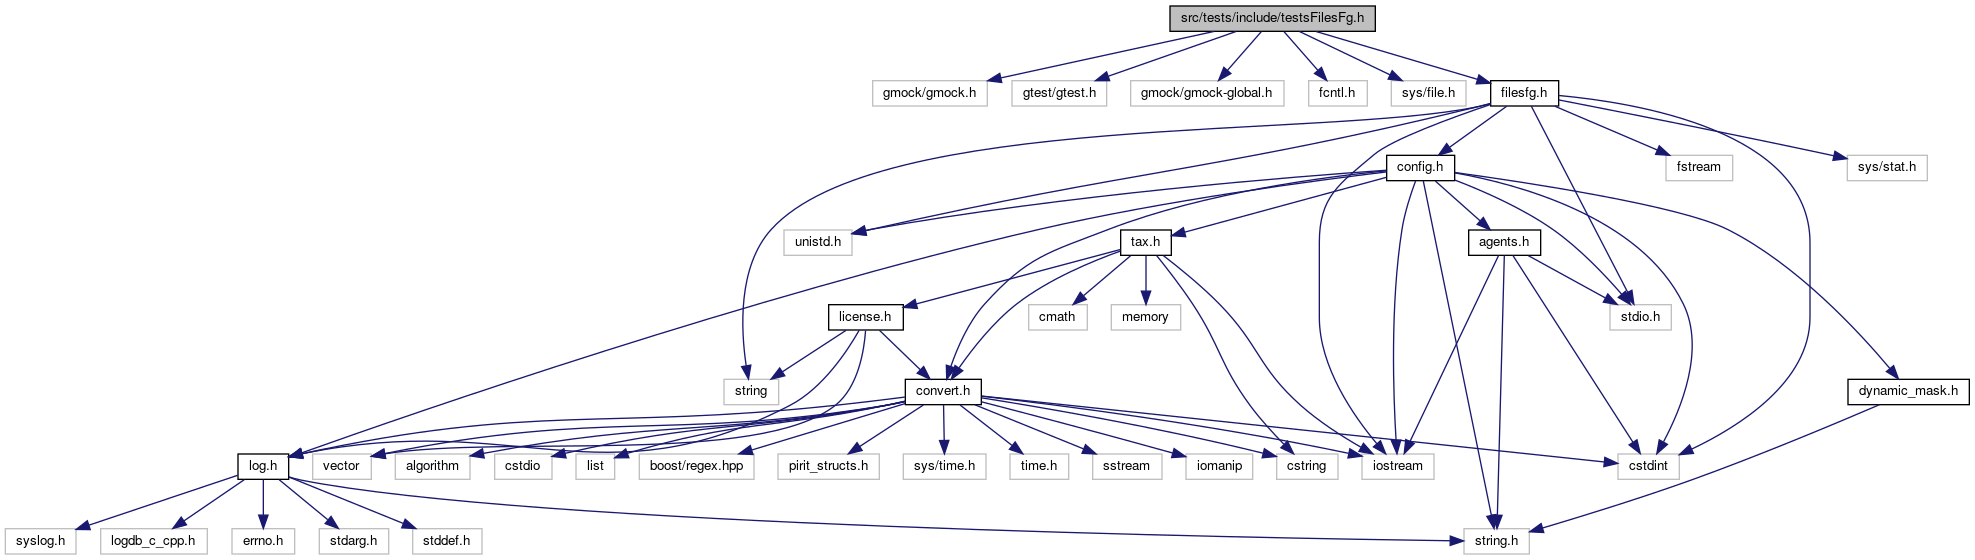 src/tests/include/testsFilesFg.h
gmock/gmock.h
gtest/gtest.h
gmock/gmock-global.h
fcntl.h
sys/file.h
filesfg.h
config.h
fstream
sys/stat.h
unistd.h
tax.h
agents.h
license.h
cmath
memory
stdio.h
string
convert.h
dynamic_mask.h
log.h
vector
algorithm
cstdio
list
boost/regex.hpp
pirit_structs.h
sys/time.h
time.h
sstream
iomanip
cstring
iostream
cstdint
syslog.h
logdb_c_cpp.h
errno.h
stdarg.h
stddef.h
string.h